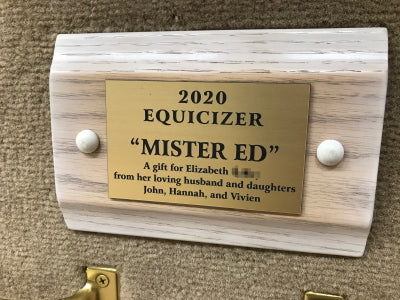 2020
EQUICIZER
“MISTER ED”
A gift for Elizabeth
from her loving husband and daughters
John, Hannah, and Vivien